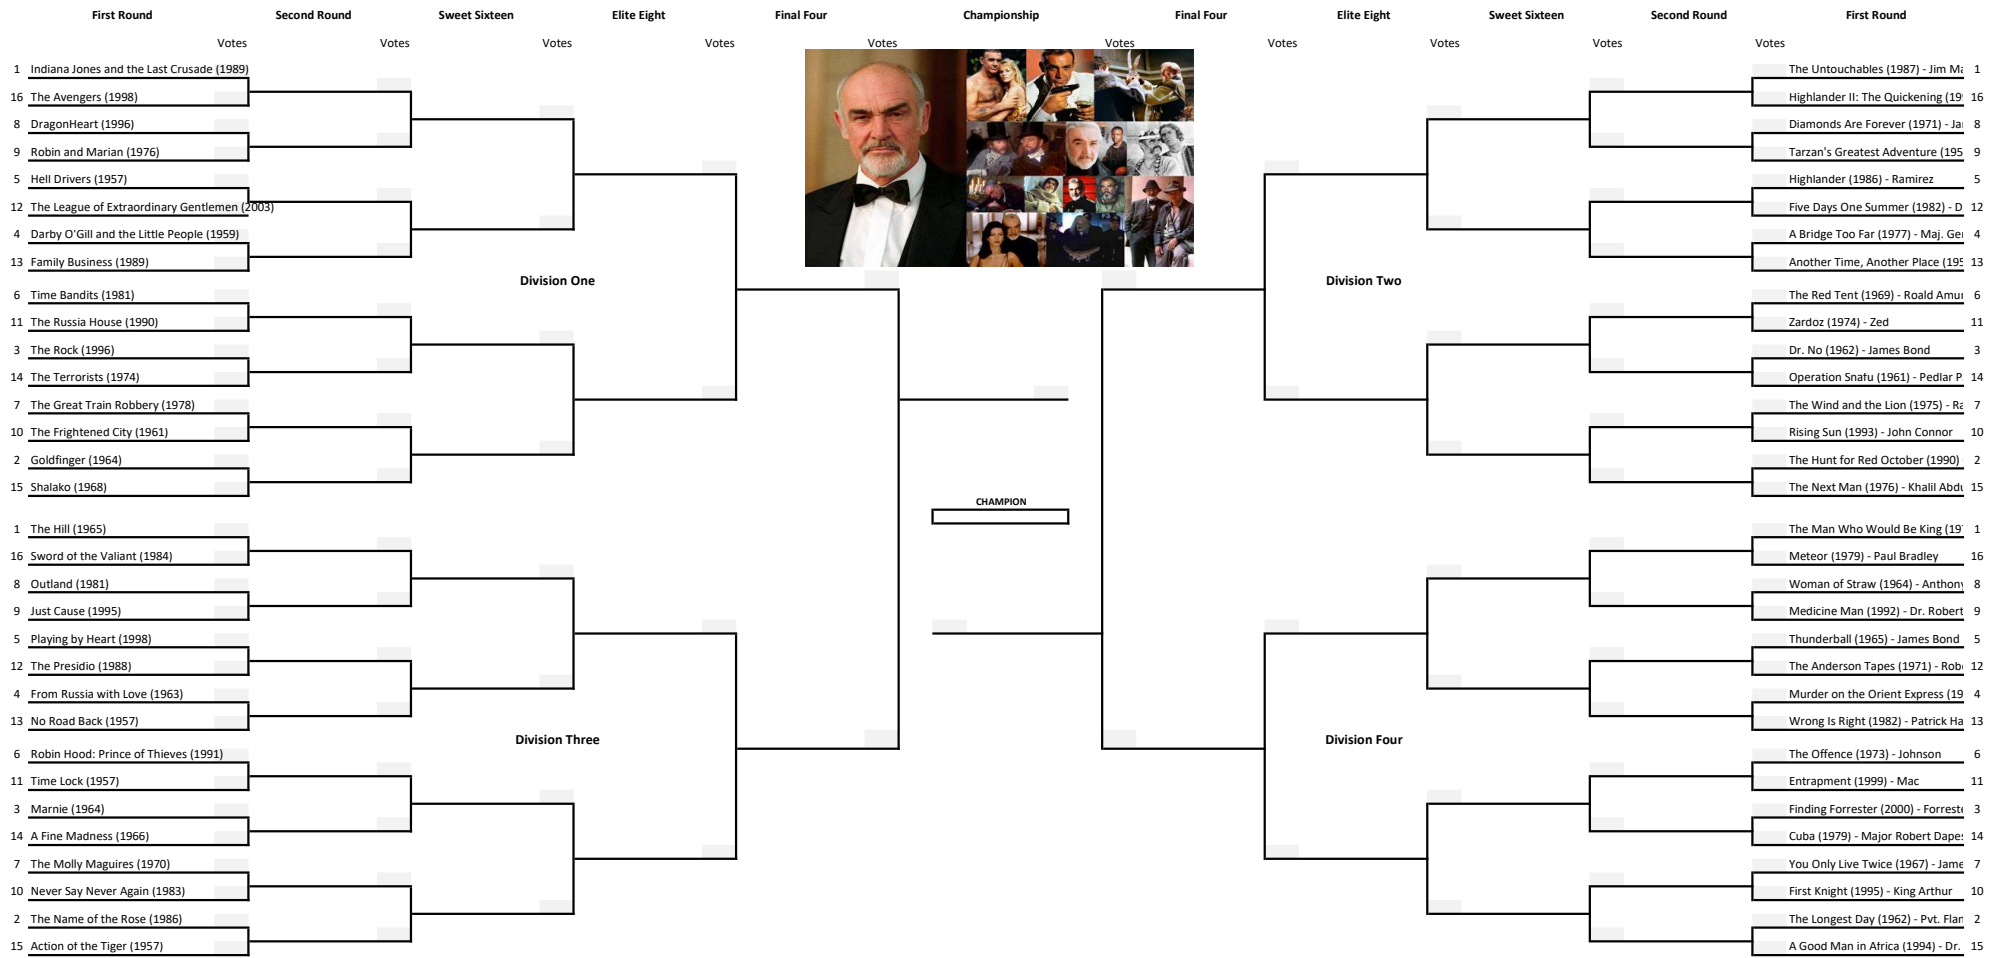 First Round Second Round Sweet Sixteen Elite Eight Final Four Championship Final Four Elite Eight Sweet Sixteen Second Round First Round
Votes Votes Votes Votes Votes Votes Votes Votes Votes Votes
1 Indiana Jones and the Last Crusade (1989)
16 The Avengers (1998)
8 DragonHeart (1996)
9 Robin and Marian (1976)
5 Hell Drivers (1957)
12 The League of Extraordinary Gentlemen (2003)
4 Darby O'Gill and the Little People (1959)
13 Family Business (1989)
Division One
6 Time Bandits (1981)
11 The Russia House (1990)
3 The Rock (1996)
14 The Terrorists (1974)
7 The Great Train Robbery (1978)
10 The Frightened City (1961)
2 Goldfinger (1964)
15 Shalako (1968)
1 The Hill (1965)
16 Sword of the Valiant (1984)
8 Outland (1981)
9 Just Cause (1995)
5 Playing by Heart (1998)
12 The Presidio (1988)
4 From Russia with Love (1963)
13 No Road Back (1957)
Division Three
6 Robin Hood: Prince of Thieves (1991)
11 Time Lock (1957)
3 Marnie (1964)
14 A Fine Madness (1966)
7 The Molly Maguires (1970)
10 Never Say Never Again (1983)
2 The Name of the Rose (1986)
15 Action of the Tiger (1957)
CHAMPION
The Untouchables (1987) - Jim Ma 1
Highlander II: The Quickening (19 16
Diamonds Are Forever (1971) - Ja 8
Tarzan's Greatest Adventure (195 9
Highlander (1986) - Ramirez 5
Five Days One Summer (1982) - D 12
A Bridge Too Far (1977) - Maj. Ge 4
Another Time, Another Place (195 13
Division Two
The Red Tent (1969) - Roald Amu 6
Zardoz (1974) - Zed 11
Dr. No (1962) - James Bond 3
Operation Snafu (1961) - Pedlar P 14
The Wind and the Lion (1975) - Ra 7
Rising Sun (1993) - John Connor 10
The Hunt for Red October (1990) 2
The Next Man (1976) - Khalil Abdu 15
The Man Who Would Be King (197 1
Meteor (1979) - Paul Bradley 16
Woman of Straw (1964) - Anthony 8
Medicine Man (1992) - Dr. Robert 9
Thunderball (1965) - James Bond 5
The Anderson Tapes (1971) - Rob 12
Murder on the Orient Express (19 4
Wrong Is Right (1982) - Patrick Ha 13
Division Four
The Offence (1973) - Johnson 6
Entrapment (1999) - Mac 11
Finding Forrester (2000) - Forreste 3
Cuba (1979) - Major Robert Dapes 14
You Only Live Twice (1967) - Jame 7
First Knight (1995) - King Arthur 10
The Longest Day (1962) - Pvt. Flan 2
A Good Man in Africa (1994) - Dr. 15